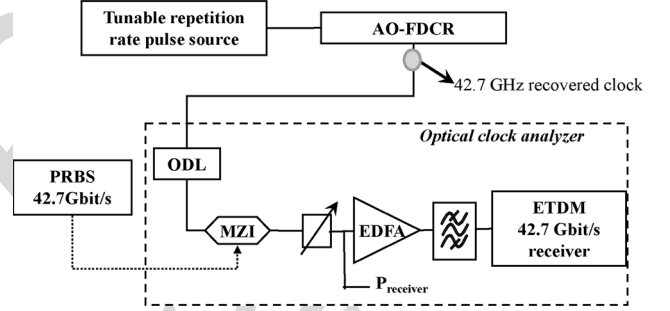 Tunable repetition
rate pulse source
AO-FDCR
42.7 GHz recovered clock
Optical clock analyzer
ODL
PRBS
42.7Gbit/s
MZI
EDFA
ETDM
42.7 Gbit/s
receiver
Preceiver